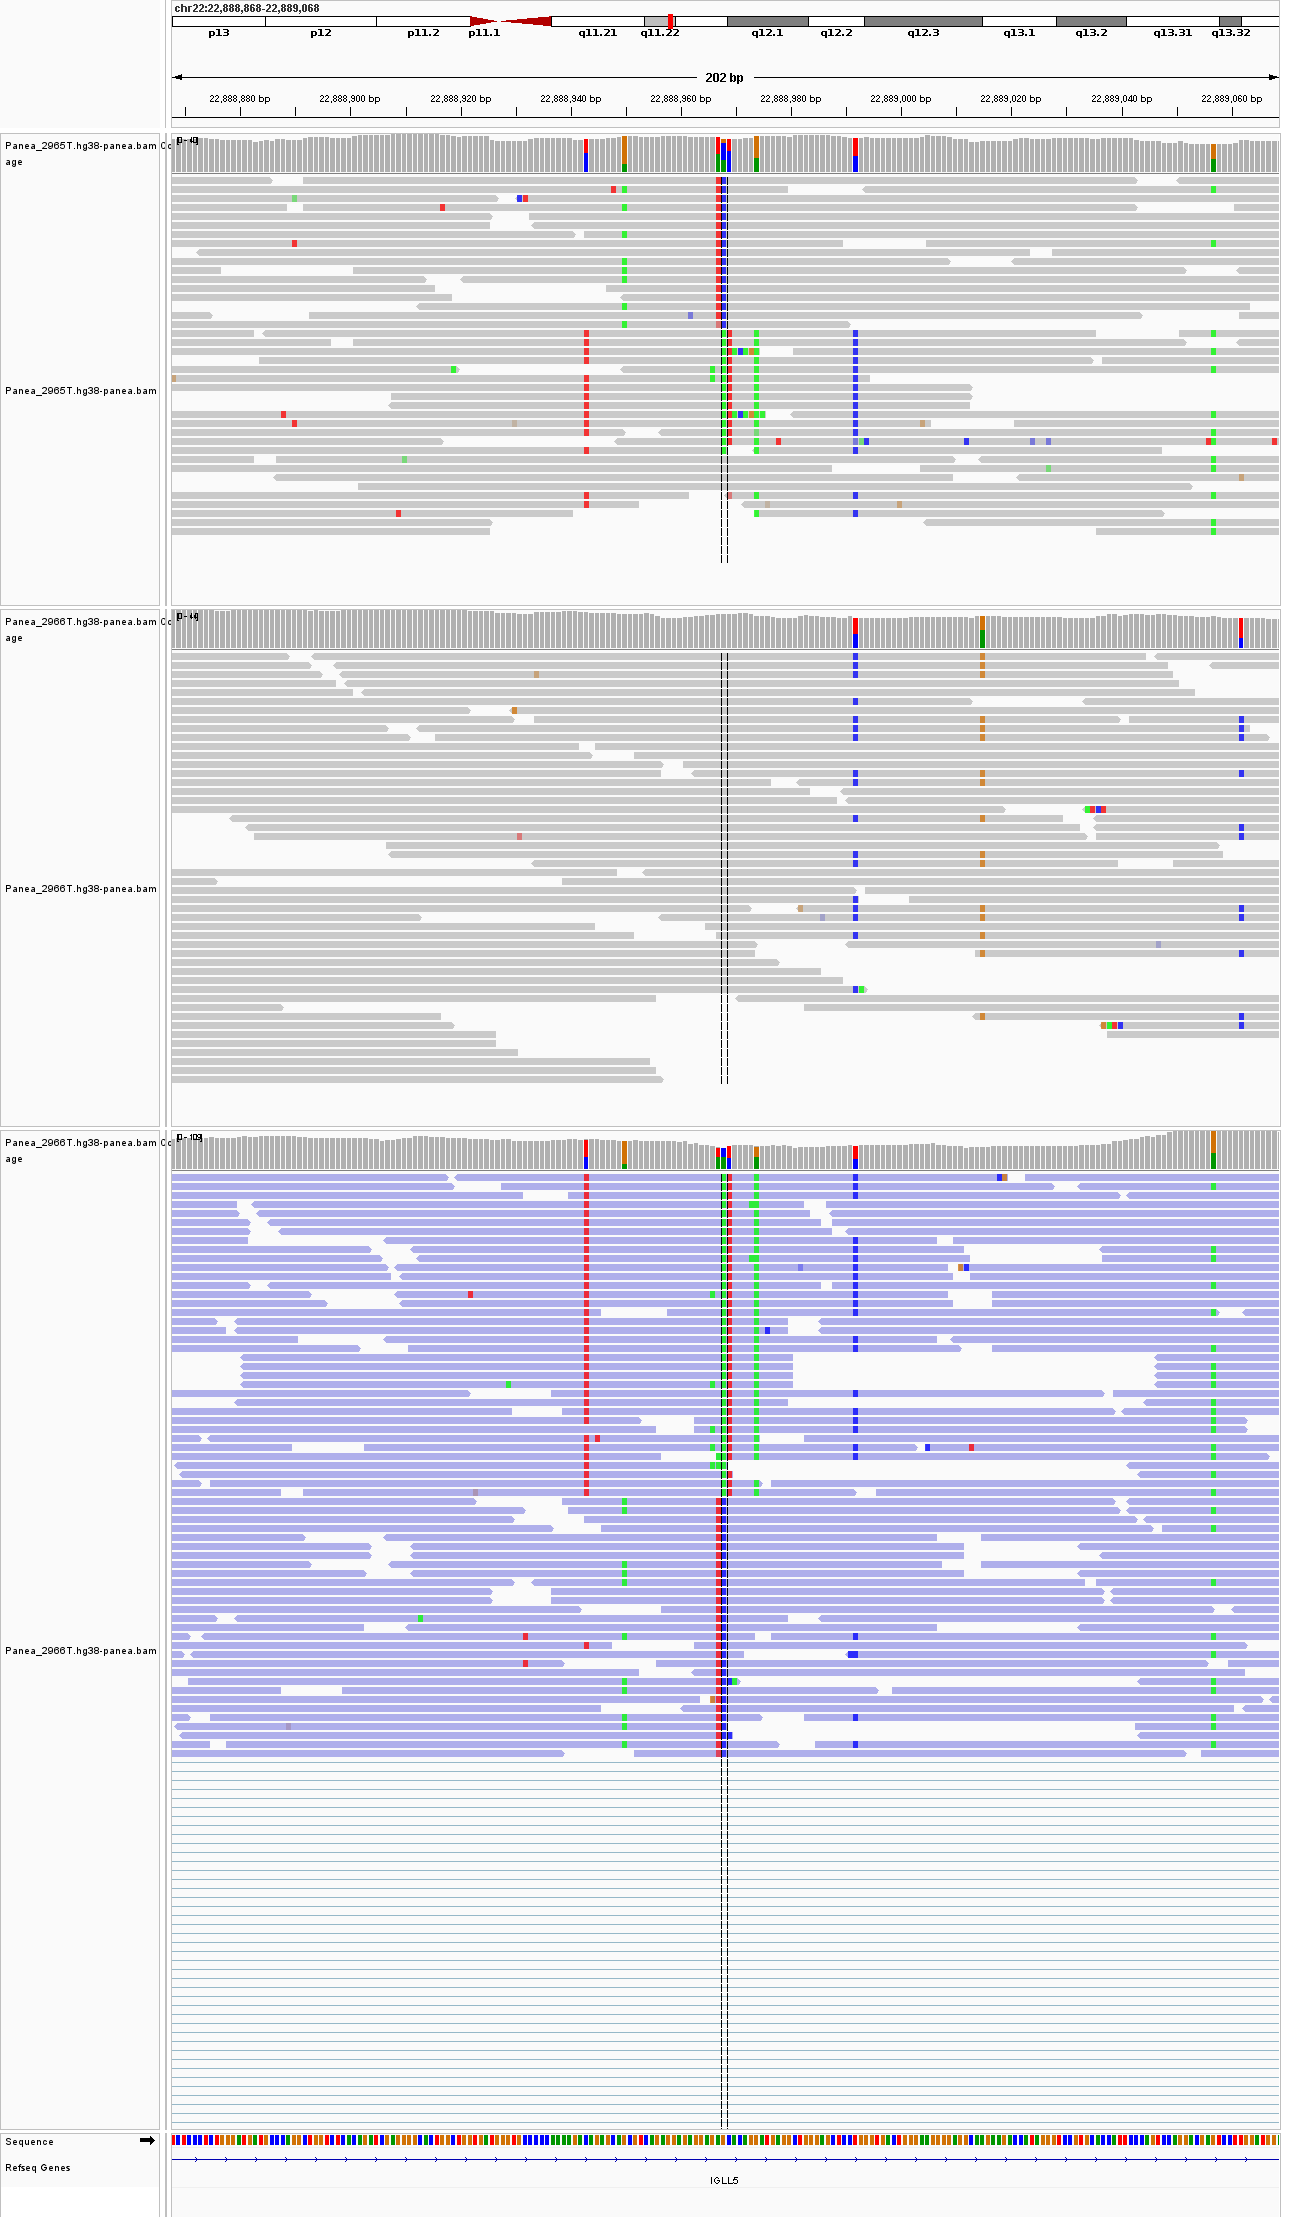 chr22:22,888,868-22,889,068
p13 p12 p11.2 p11.1 q11.21 q11.22 q12.1 q12.2 q12.3 q13.1 q13.2 q13.31 q13.32
202 bp
22,888,880 bp 22,888,900 bp 22,888,920 bp 22,888,940 bp 22,888,960 bp 22,888,980 bp 22,889,000 bp 22,889,020 bp 22,889,040 bp 22,889,060 bp
Panea_2965T.hg38-panea.bam Co
age
Panea_2965T.hg38-panea.bam
Panea_2966T.hg38-panea.bam Co
age
Panea_2966T.hg38-panea.bam
Panea_2966T.hg38-panea.bam Co
age
[0 - 109]
Panea_2966T.hg38-panea.bam
Sequence
Refseq Genes
IGLL5